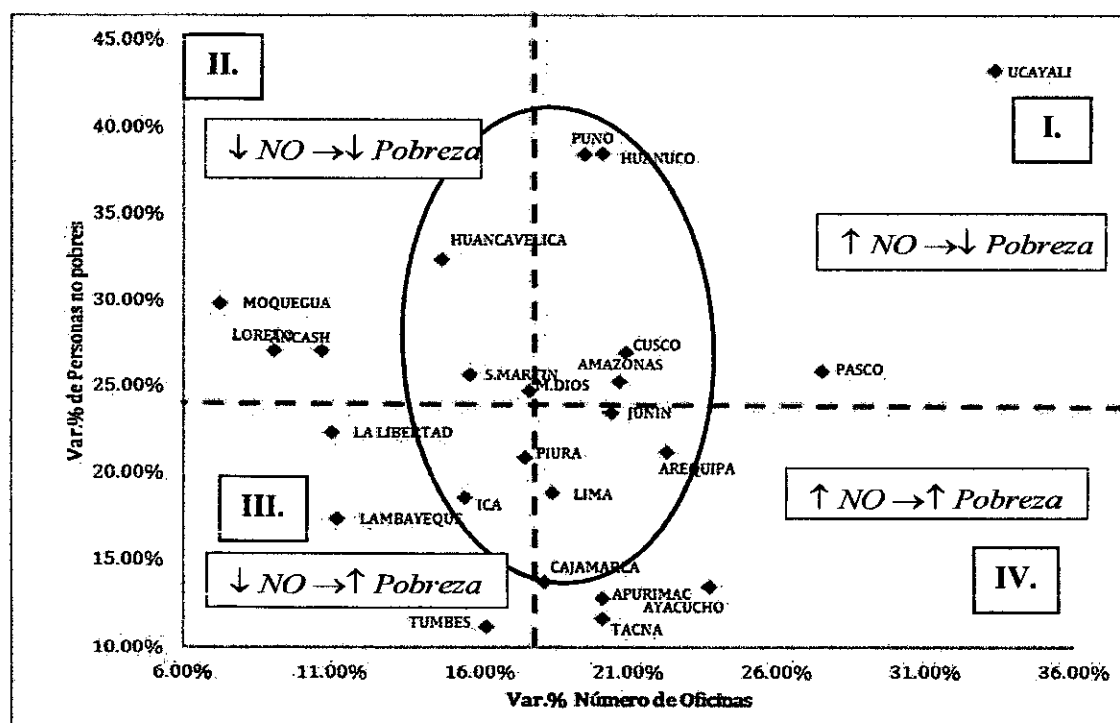 45.00%
II.
UCAYALI
I.
40.00%
↓ NO → ↓ Pobreza
PUNO
HUANUCO
35.00%
HUANCAVELICA
↑ NO → ↓ Pobreza
30.00%
MOQUEGUA
LORETO
ANCASH
CUSCO
AMAZONAS
PASCO
S.MARTIN
M.DIOS
25.00%
JUNIN
LA LIBERTAD
PIURA
AREQUIPA
20.00%
III.
ICA
LIMA
↑ NO → ↑ Pobreza
LAMBAYEQUE
15.00%
CAJAMARCA
IV.
↓ NO → ↑ Pobreza
APURIMAC
AYACUCHO
TUMBES
TACNA
10.00%
Var.% de Personas no pobres
6.00% 11.00% 16.00% 21.00% 26.00% 31.00% 36.00%
Var.% Número de Oficinas